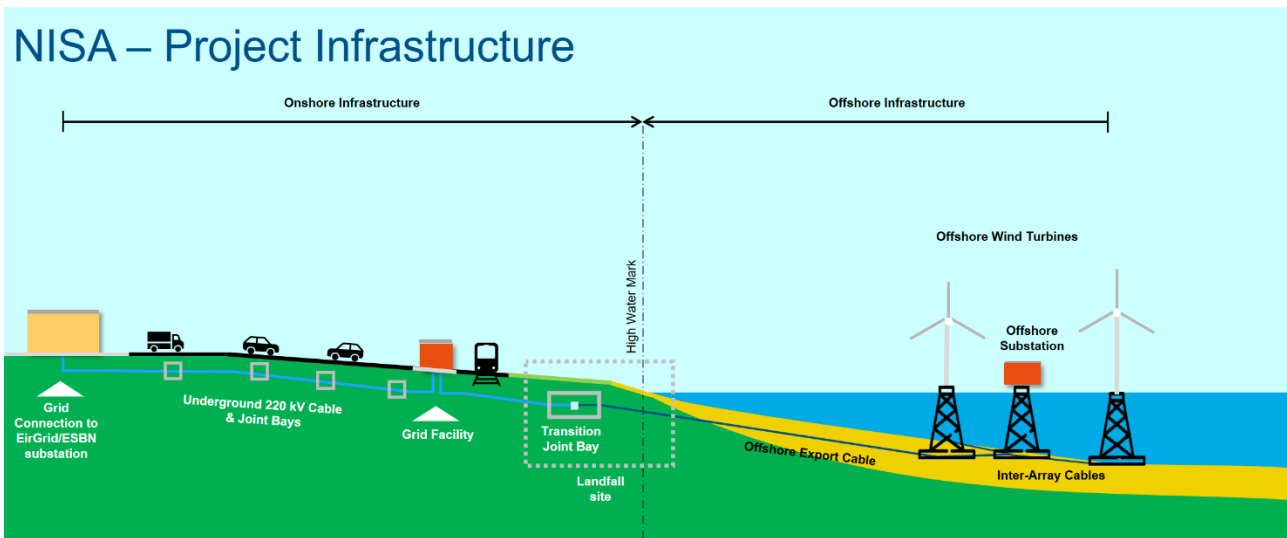 NISA – Project Infrastructure
Onshore Infrastructure
Offshore Infrastructure
High Water Mark
Offshore Wind Turbines
Offshore
Substation
Grid
Connection to
EirGrid/ESBN
substation
Underground 220 kV Cable
& Joint Bays
Grid Facility
Transition
Joint Bay
Landfall
site
Offshore Export Cable
Inter-Array Cables